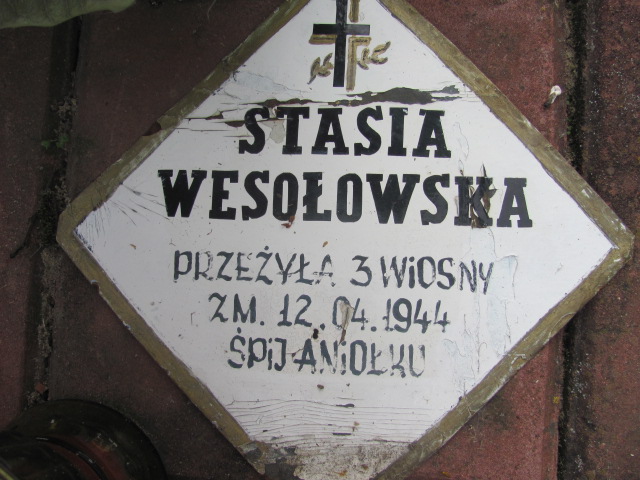 STASIA
WESOŁOWSKA
PRZEŻYŁA 3 WiOSNY
ZM. 12.04.1944
ŚPiJ ANiOŁKU